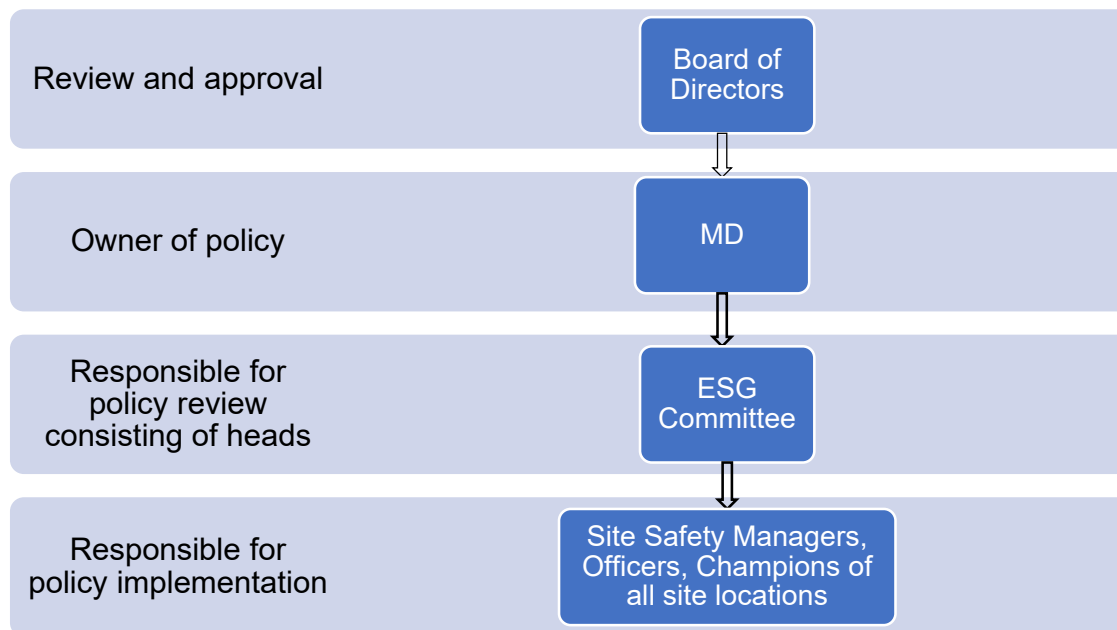 Review and approval
Board of
Directors
Owner of policy
MD
Responsible for
policy review
consisting of heads
ESG
Committee
Responsible for
policy implementation
Site Safety Managers,
Officers, Champions of
all site locations